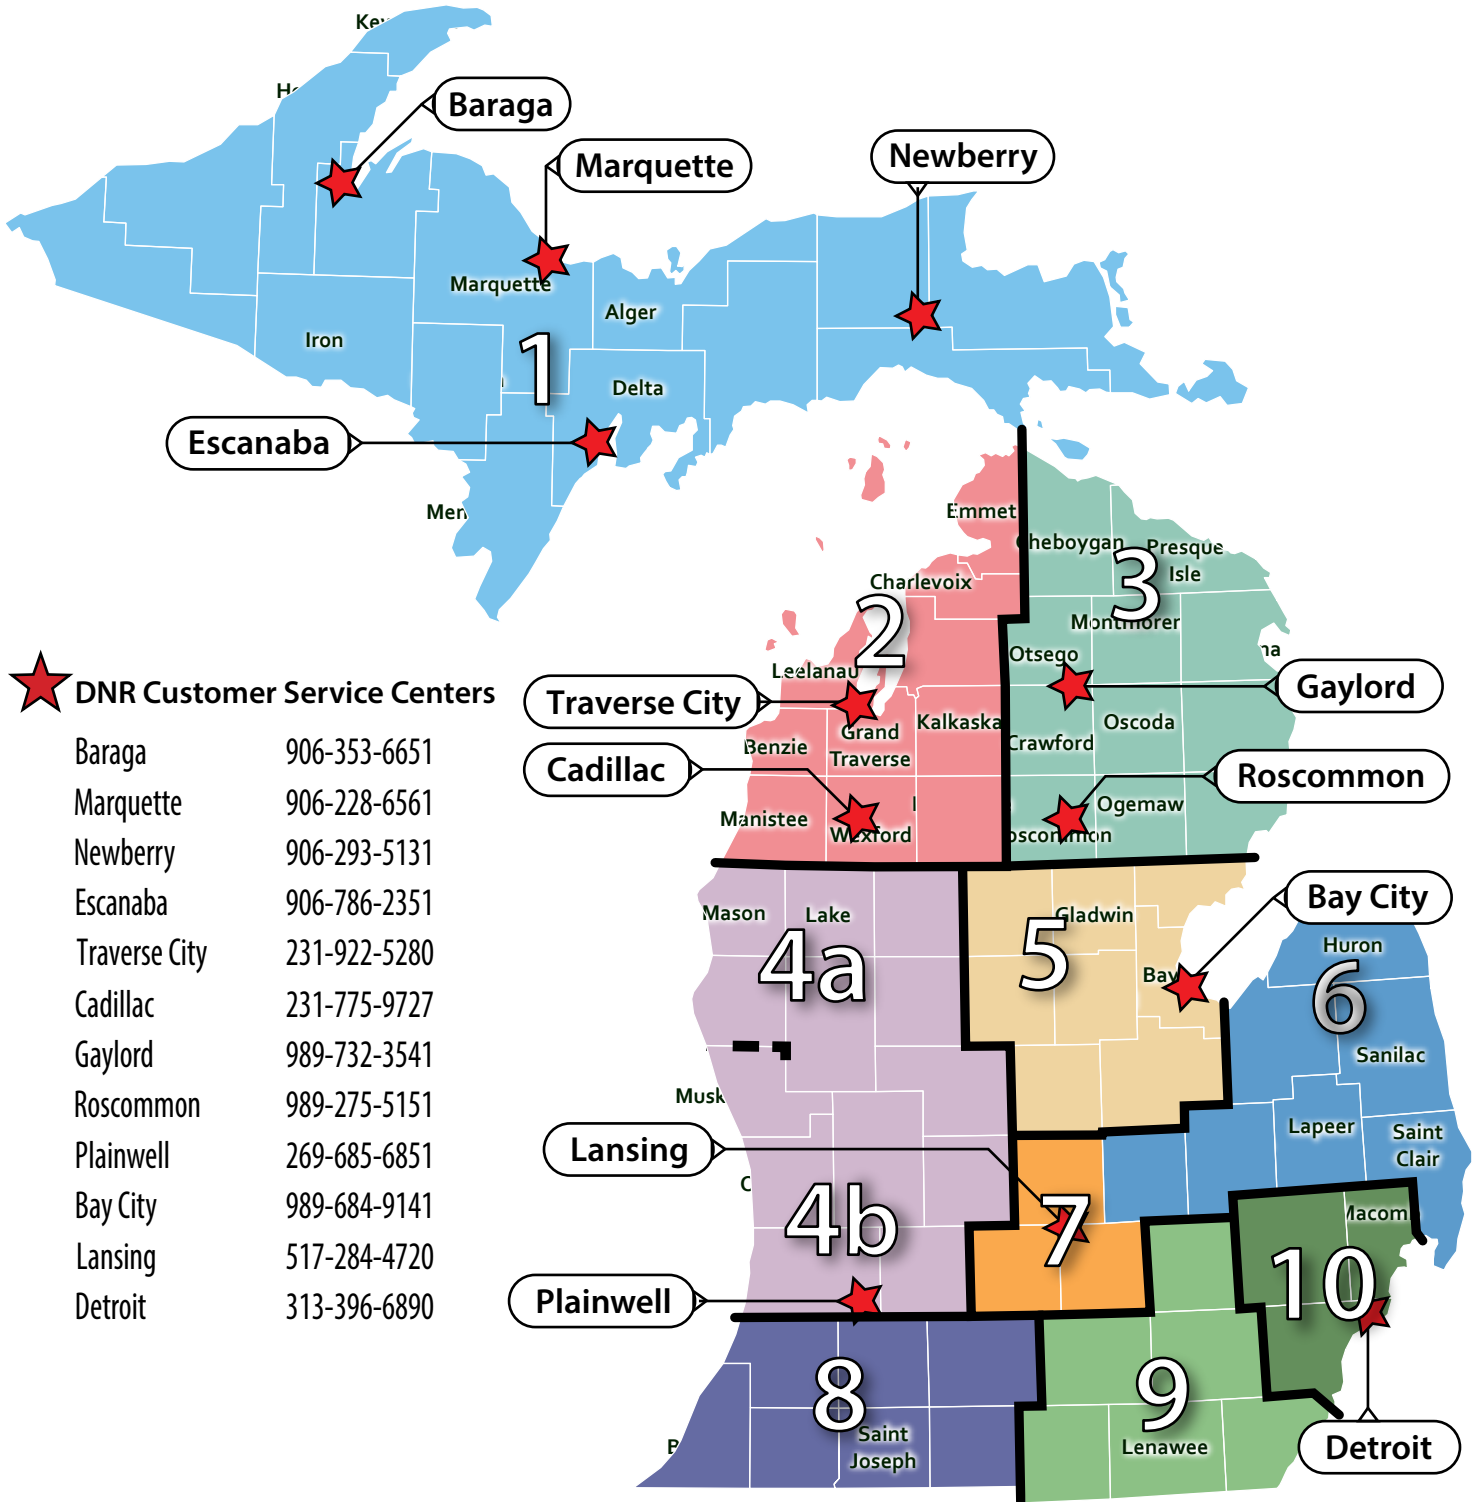 Baraga
Marquette
Newberry
Marquette
Alger
Iron
1
Delta
Escanaba
Emmet
Cheboygan
Presque
Isle
3
Charlevoix
2
Otsego
Leelanau
Gaylord
Traverse City
Kalkaska
Oscoda
Grand
Traverse
Benzie
Crawford
Cadillac
Roscommon
Ogemaw
Manistee
Wexford
DNR Customer Service Centers
Baraga 906-353-6651
Marquette 906-228-6561
Newberry 906-293-5131
Escanaba 906-786-2351
Traverse City 231-922-5280
Cadillac 231-775-9727
Gaylord 989-732-3541
Roscommon 989-275-5151
Plainwell 269-685-6851
Bay City 989-684-9141
Lansing 517-284-4720
Detroit 313-396-6890
Bay City
Mason
Lake
Gladwin
Huron
4a
5
Bay
6
Sanilac
Lapeer
Saint
Clair
Lansing
4b
7
Macomb
10
Plainwell
8
9
Saint
Joseph
Lenawee
Detroit